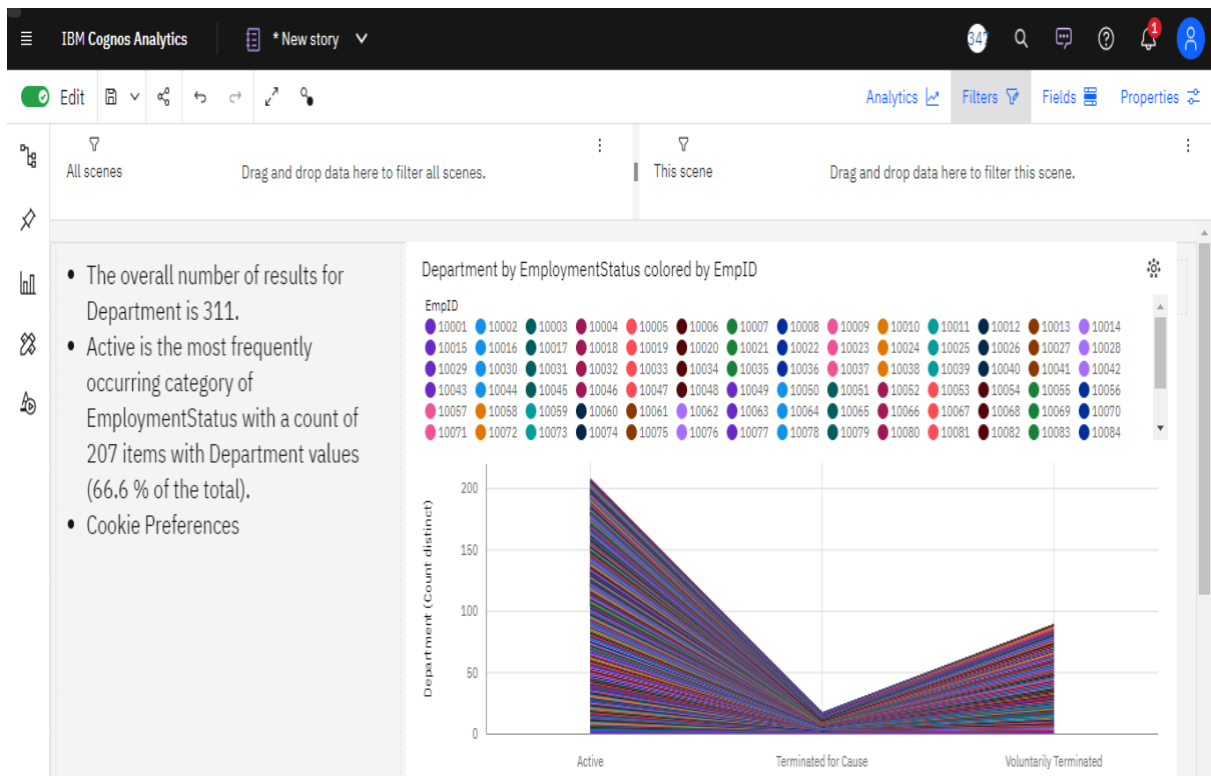 IBM Cognos Analytics
* New story
347
1
Edit
Analytics
Filters
Fields
Properties
All scenes
Drag and drop data here to filter all scenes.
This scene
Drag and drop data here to filter this scene.
• The overall number of results for
Department is 311.
• Active is the most frequently
occurring category of
EmploymentStatus with a count of
207 items with Department values
(66.6 % of the total).
• Cookie Preferences
Department by EmploymentStatus colored by EmpID
EmpID
10001 10002 10003 10004 10005 10006 10007 10008 10009 10010 10011 10012 10013 10014
10015 10016 10017 10018 10019 10020 10021 10022 10023 10024 10025 10026 10027 10028
10029 10030 10031 10032 10033 10034 10035 10036 10037 10038 10039 10040 10041 10042
10043 10044 10045 10046 10047 10048 10049 10050 10051 10052 10053 10054 10055 10056
10057 10058 10059 10060 10061 10062 10063 10064 10065 10066 10067 10068 10069 10070
10071 10072 10073 10074 10075 10076 10077 10078 10079 10080 10081 10082 10083 10084
Department (Count distinct)
200
150
100
50
0
Active
Terminated for Cause
Voluntarily Terminated